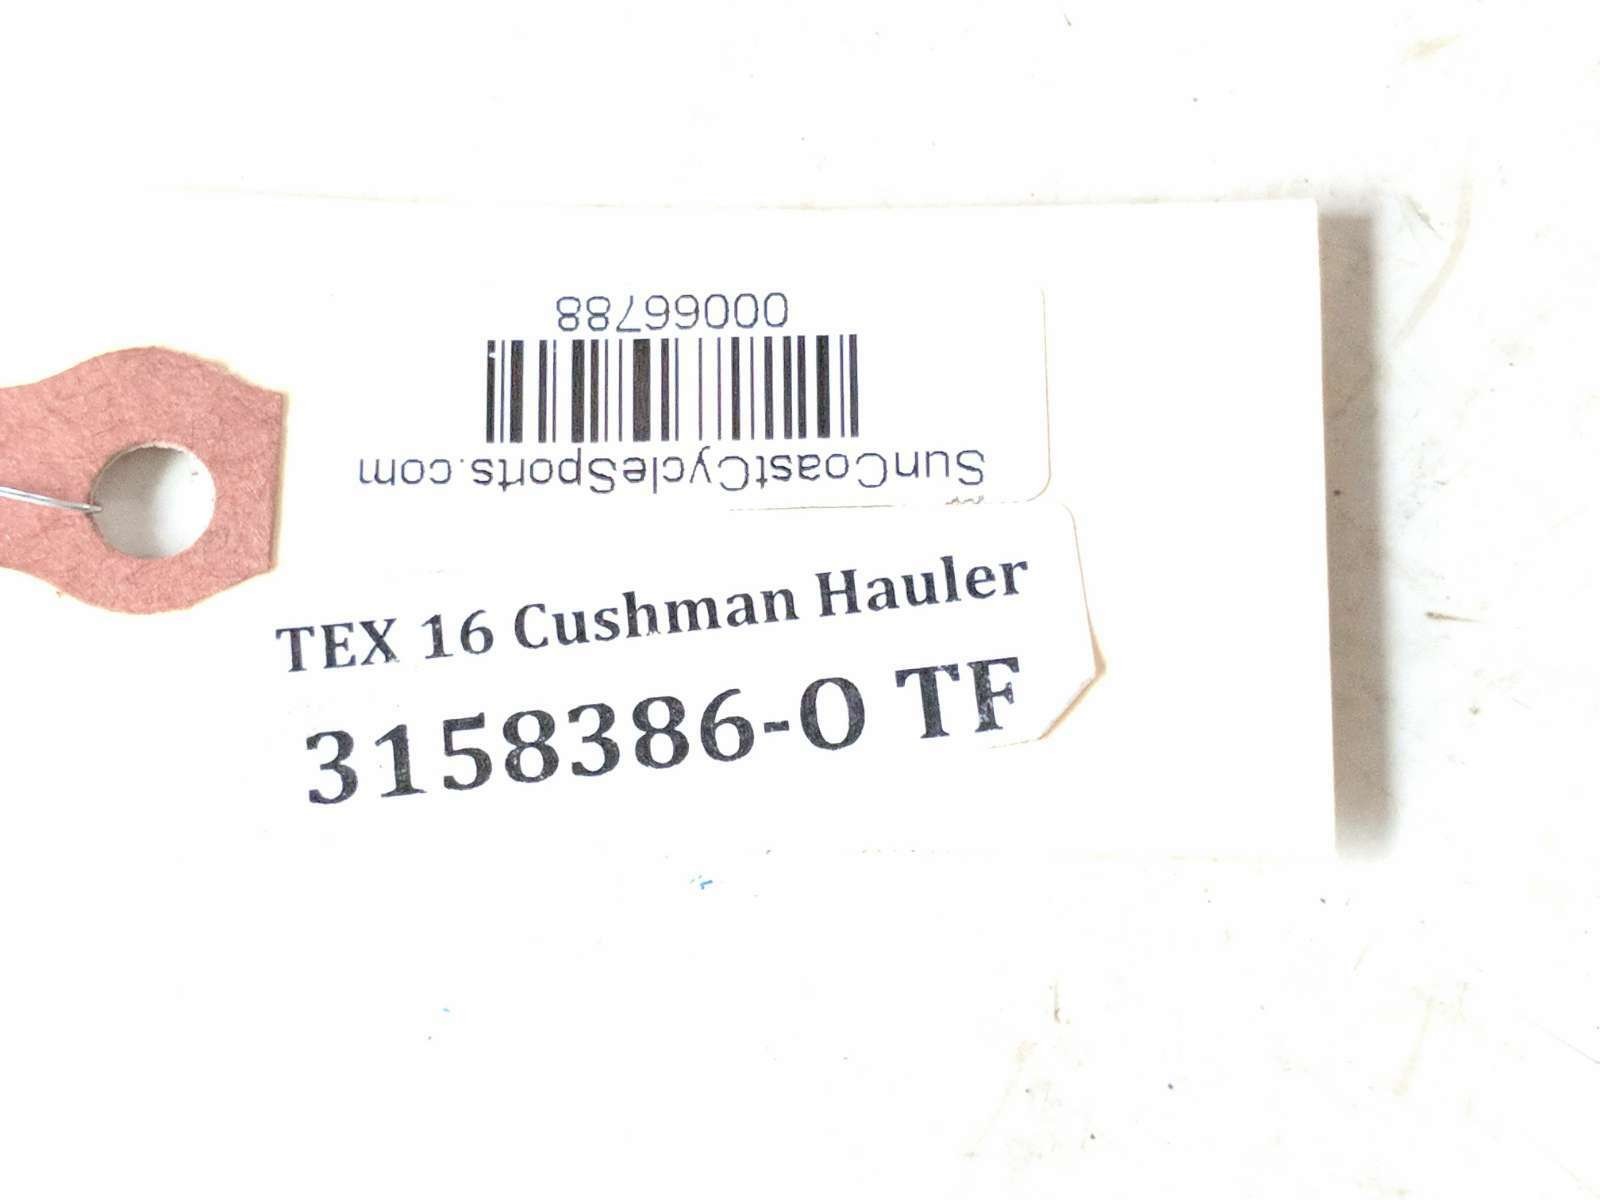 00066788
SunCoastCycleSports.com
TEX 16 Cushman Hauler
3158386-O TF